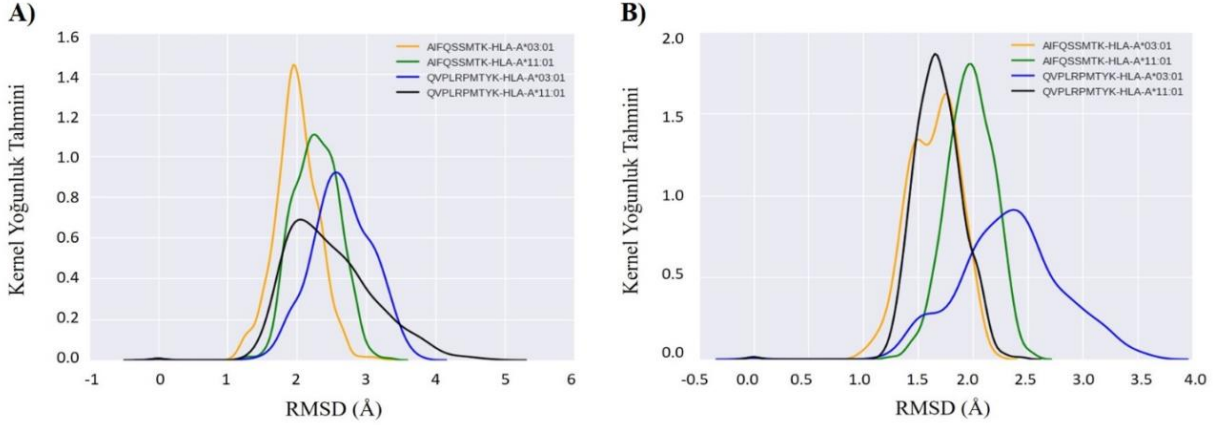 A)
Kernel Yoğunluk Tahmini
1.6
1.4
1.2
1.0
0.8
0.6
0.4
0.2
0.0
AIFQSSMTK-HLA-A*03:01
AIFQSSMTK-HLA-A*11:01
QVPLRPMTYK-HLA-A*03:01
QVPLRPMTYK-HLA-A*11:01
-1 0 1 2 3 4 5 6
RMSD (Å)
B)
Kernel Yoğunluk Tahmini
2.0
1.5
1.0
0.5
0.0
AIFQSSMTK-HLA-A*03:01
AIFQSSMTK-HLA-A*11:01
QVPLRPMTYK-HLA-A*03:01
QVPLRPMTYK-HLA-A*11:01
-0.5 0.0 0.5 1.0 1.5 2.0 2.5 3.0 3.5 4.0
RMSD (Å)